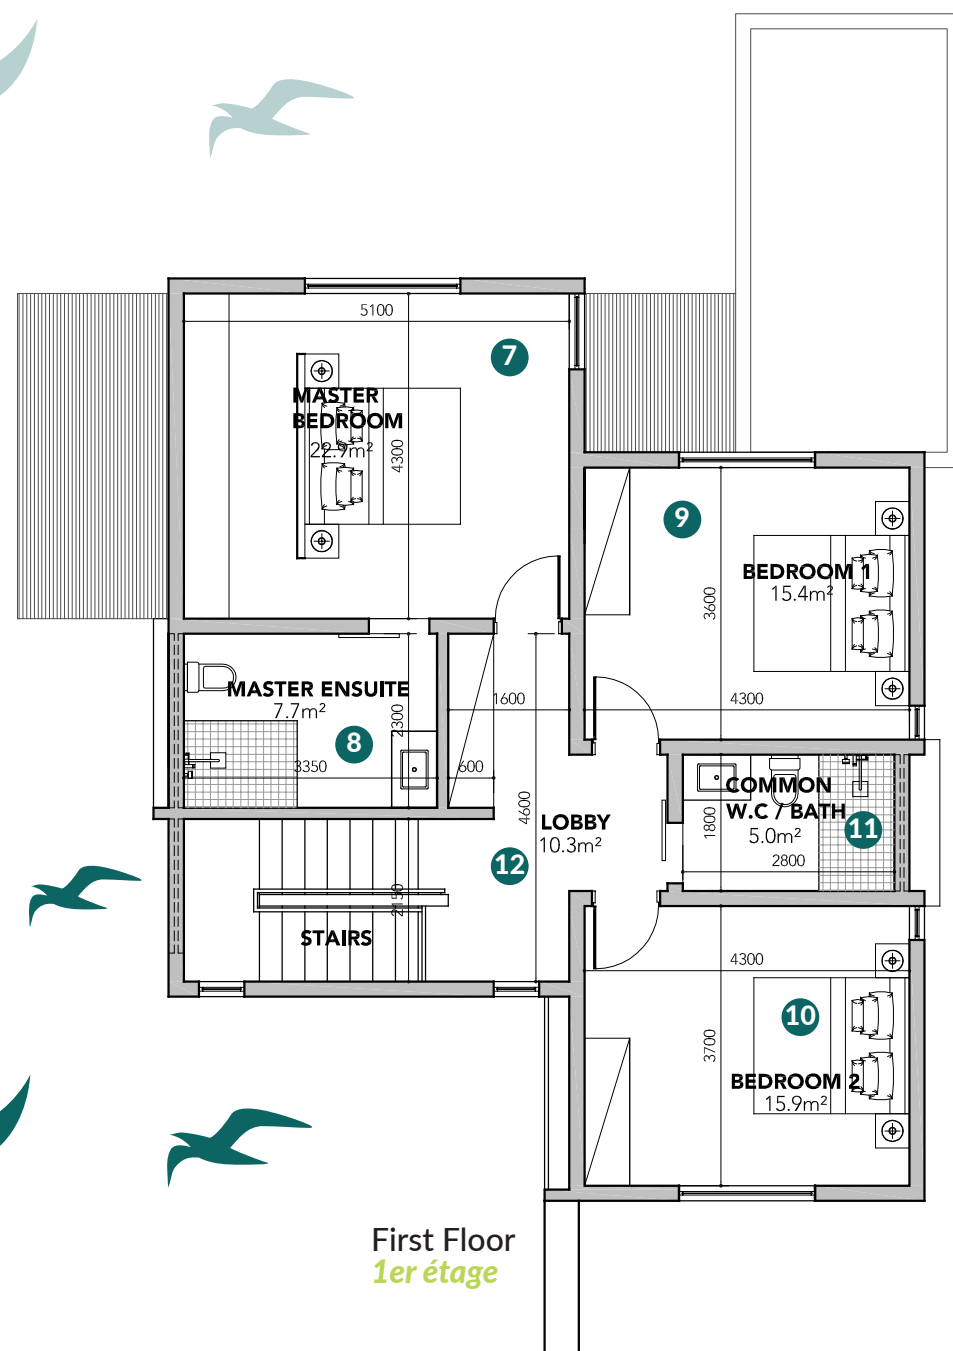 5100
7
MASTER
BEDROOM
22.9m²
4300
9
BEDROOM 1
15.4m²
3600
4300
MASTER ENSUITE
7.7m²
2300
8
3350
1600
600
4600
LOBBY
10.3m²
12
COMMON
W.C / BATH
5.0m²
11
1800
2800
2150
STAIRS
4300
10
3700
BEDROOM 2
15.9m²
First Floor
1er étage